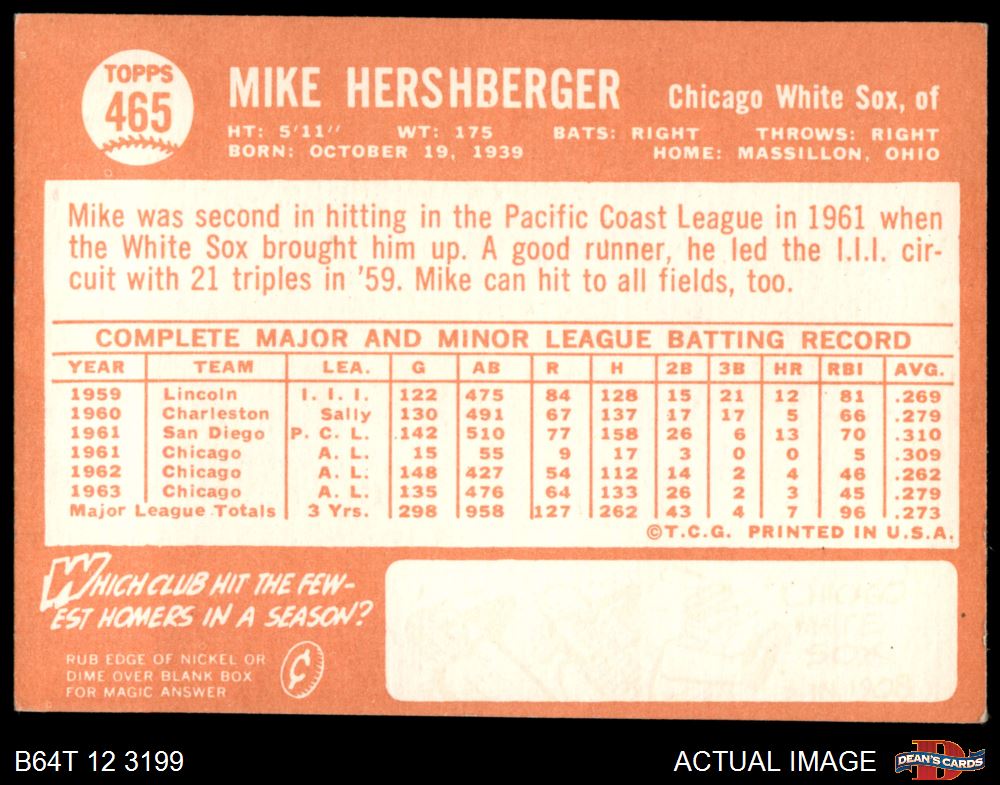 TOPPS
465
MIKE HERSHBERGER
Chicago White Sox, of
HT: 5'11" WT: 175 BATS: RIGHT THROWS: RIGHT
BORN: OCTOBER 19, 1939 HOME: MASSILLON, OHIO
Mike was second in hitting in the Pacific Coast League in 1961 when
the White Sox brought him up. A good runner, he led the I.I.I. cir-
cuit with 21 triples in '59. Mike can hit to all fields, too.
COMPLETE MAJOR AND MINOR LEAGUE BATTING RECORD
YEAR TEAM LEA. G AB R H 2B 3B HR RBI AVG.
1959 Lincoln I. I. I. 122 475 84 128 15 21 12 81 .269
1960 Charleston Sally 130 491 67 137 17 17 5 66 .279
1961 San Diego P. C. L. 142 510 77 158 26 6 13 70 .310
1961 Chicago A. L. 15 55 9 17 3 0 0 5 .309
1962 Chicago A. L. 148 427 54 112 14 2 4 46 .262
1963 Chicago A. L. 135 476 64 133 26 2 3 45 .279
Major League Totals 3 Yrs. 298 958 127 262 43 4 7 96 .273
©T.C.G. PRINTED IN U.S.A.
WHICH CLUB HIT THE FEW-
EST HOMERS IN A SEASON?
RUB EDGE OF NICKEL OR
DIME OVER BLANK BOX
FOR MAGIC ANSWER
¢
B64T 12 3199
ACTUAL IMAGE
D
DEAN'S CARDS